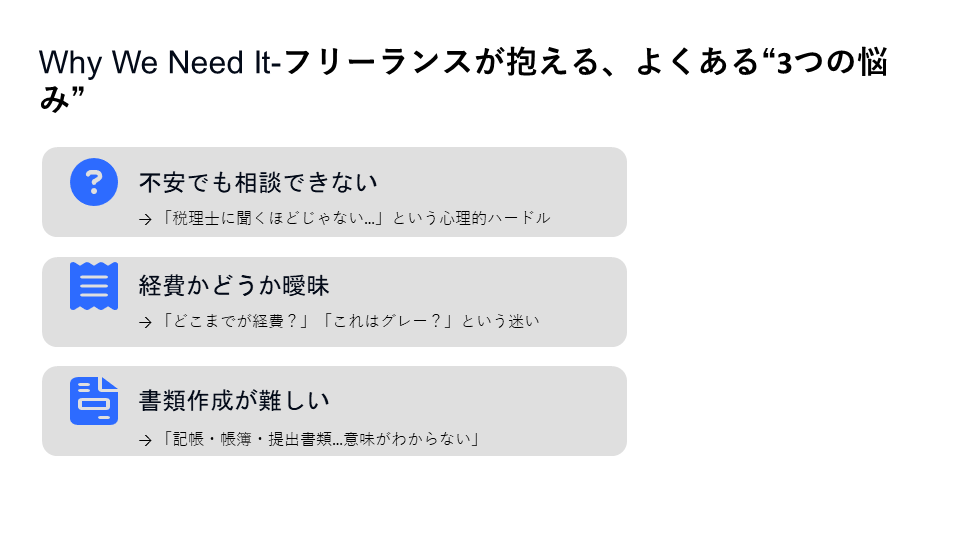 Why We Need It-フリーランスが抱える、よくある“3つの悩
み”
?
不安でも相談できない
→ 「税理士に聞くほどじゃない...」という心理的ハードル
経費かどうか曖昧
→ 「どこまでが経費？」「これはグレー？」という迷い
書類作成が難しい
→ 「記帳・帳簿・提出書類...意味がわからない」